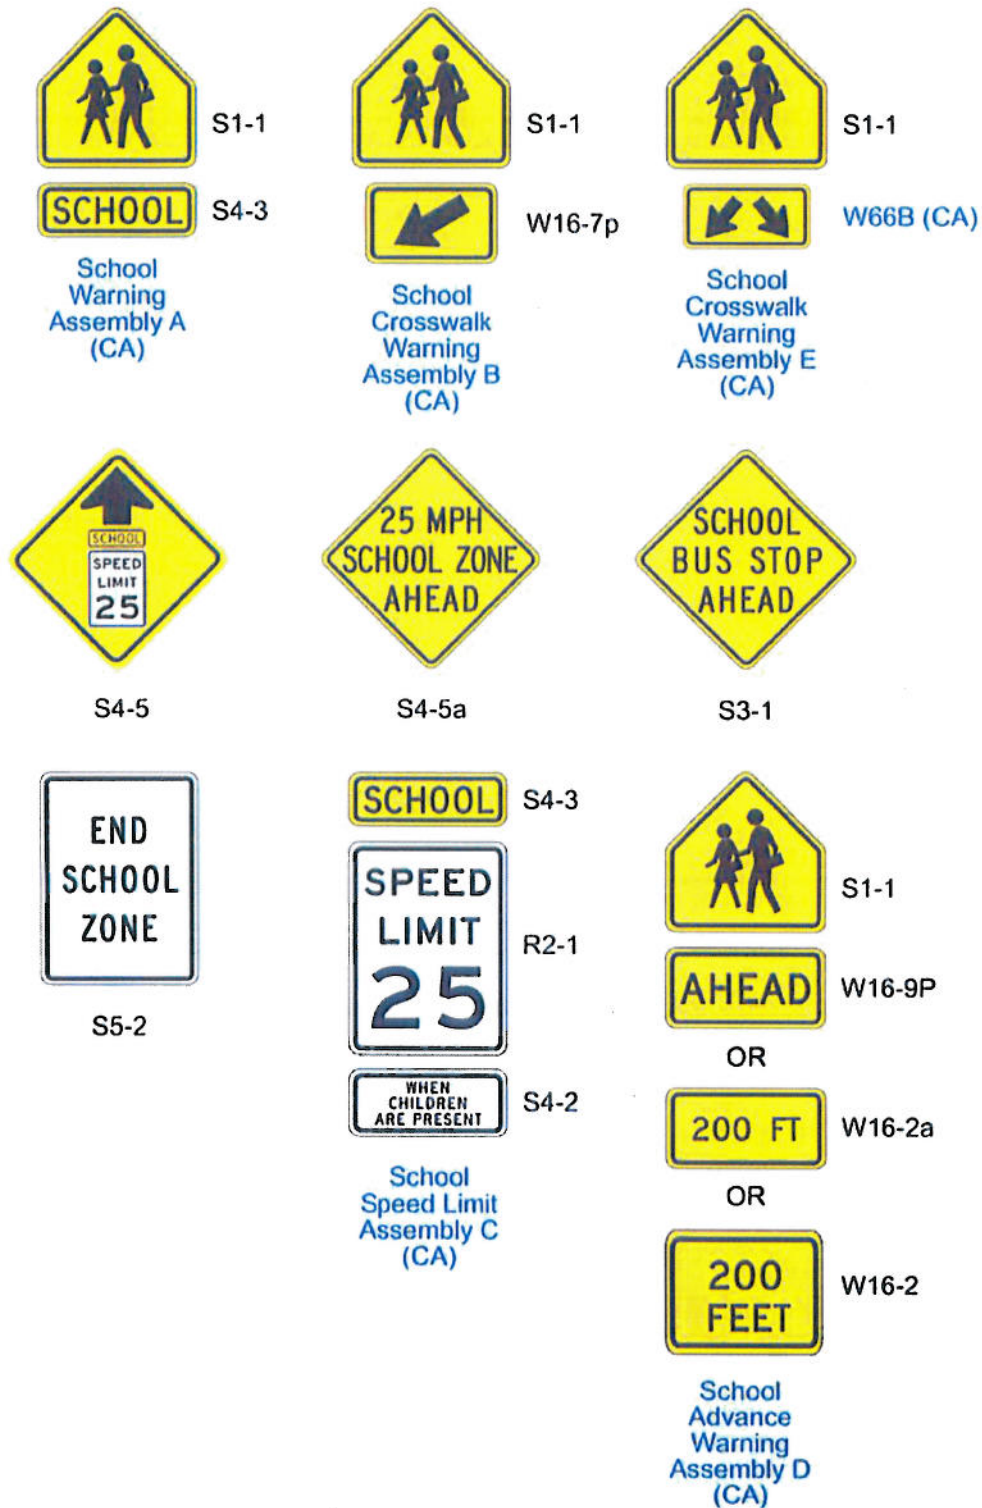 S1-1
SCHOOL
S4-3
School
Warning
Assembly A
(CA)
S1-1
W16-7p
School
Crosswalk
Warning
Assembly B
(CA)
S1-1
W66B (CA)
School
Crosswalk
Warning
Assembly E
(CA)
SCHOOL
SPEED
LIMIT
25
S4-5
25 MPH
SCHOOL ZONE
AHEAD
S4-5a
SCHOOL
BUS STOP
AHEAD
S3-1
END
SCHOOL
ZONE
S5-2
SCHOOL
S4-3
SPEED
LIMIT
25
R2-1
WHEN
CHILDREN
ARE PRESENT
S4-2
School
Speed Limit
Assembly C
(CA)
S1-1
AHEAD
W16-9P
OR
200 FT
W16-2a
OR
200
FEET
W16-2
School
Advance
Warning
Assembly D
(CA)